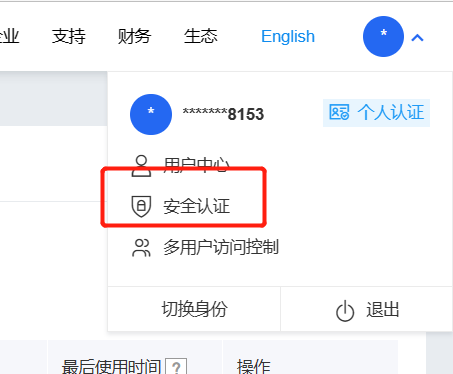 企业 支持 财务 生态 English *
* *******8153 个人认证
用户中心
安全认证
多用户访问控制
切换身份 退出
最后使用时间 ? 操作